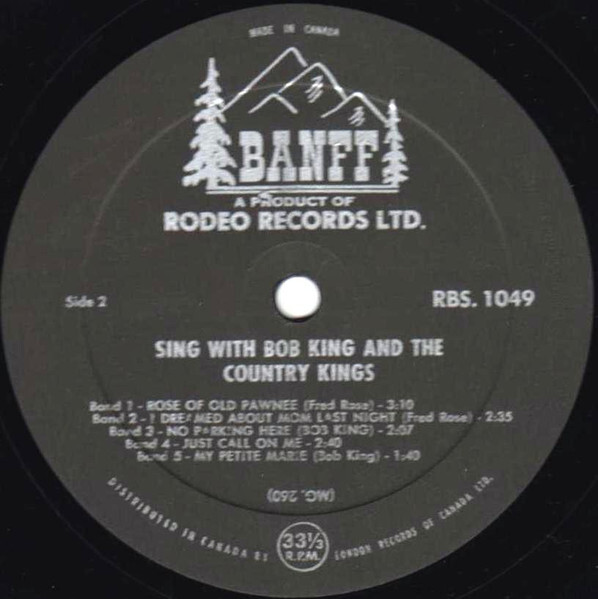 MADE IN CANADA
BANFF
A PRODUCT OF
RODEO RECORDS LTD.
Side 2
RBS. 1049
SING WITH BOB KING AND THE
COUNTRY KINGS
Band 1 - ROSE OF OLD PAWNEE (Fred Rose) - 3:10
Band 2 - I DREAMED ABOUT MOM LAST NIGHT (Fred Rose) - 2:35
Band 3 - NO PARKING HERE (BOB KING) - 2:07
Band 4 - JUST CALL ON ME - 2:40
Band 5 - MY PETITE MARIE (Bob King) - 1:40
(MG. 260)
DISTRIBUTED IN CANADA BY LONDON RECORDS OF CANADA LTD.
33⅓
R.P.M.